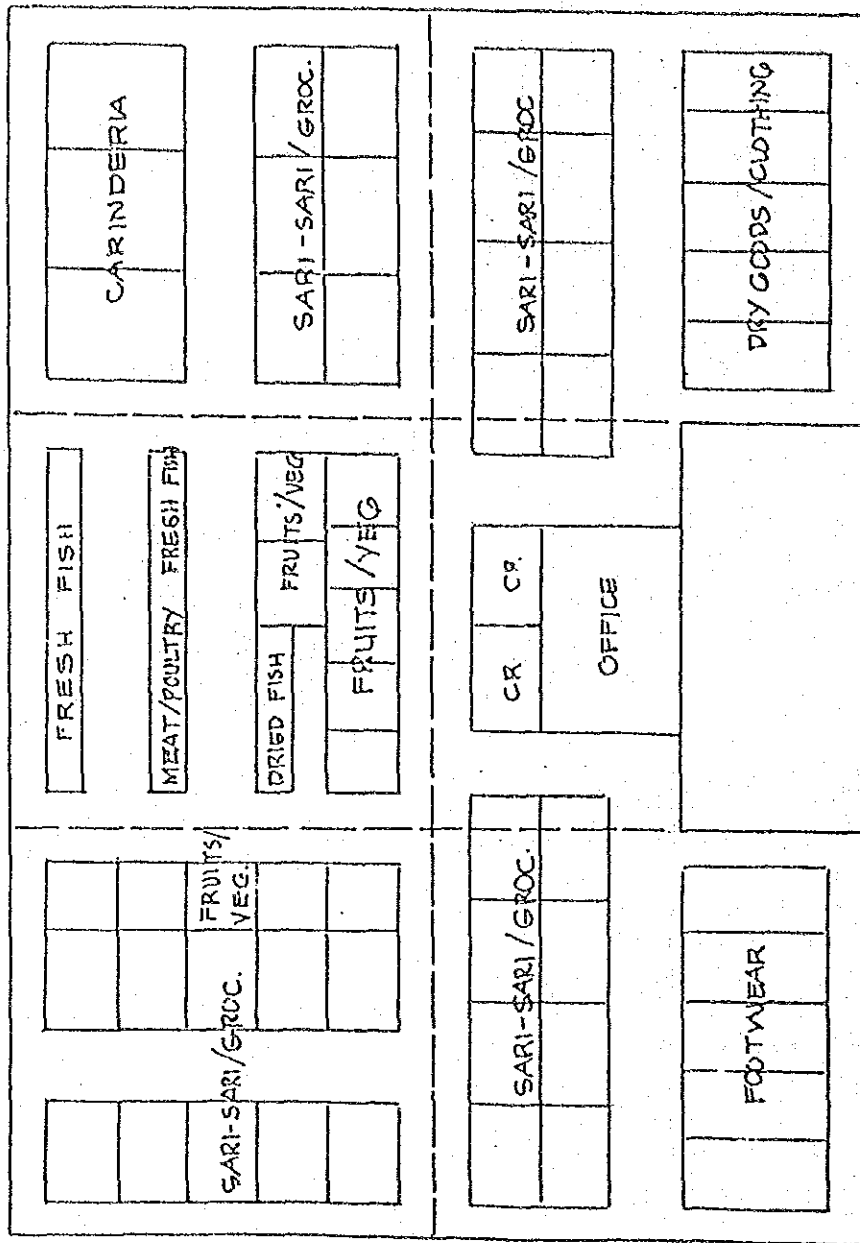 CARINDERIA
SARI-SARI/GROC.
SARI-SARI/GROC
DRY GOODS/CLOTHING
FRESH FISH
MEAT/POULTRY FRESH FISH
DRIED FISH
FRUITS/VEG
FRUITS/VEG
CR
CR.
OFFICE
FRUITS/
VEG.
SARI-SARI/GROC.
SARI-SARI/GROC.
FOOTWEAR